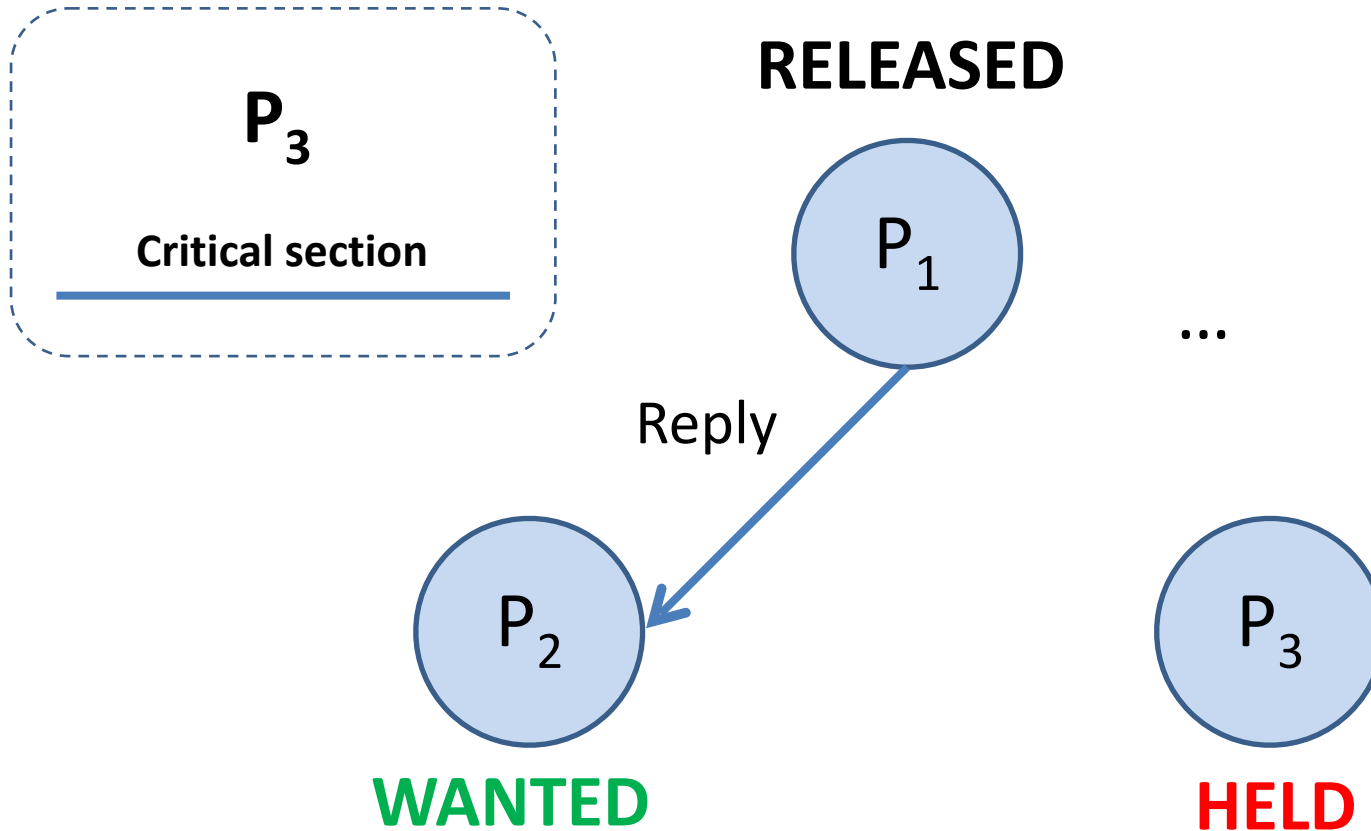 RELEASED
P3
Critical section
P1
...
Reply
P2
P3
WANTED
HELD